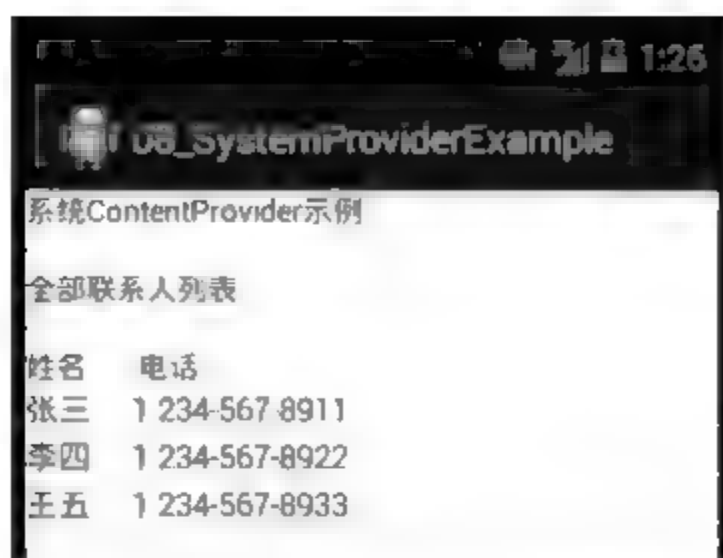 1:26
08_SystemProviderExample
系统ContentProvider示例
全部联系人列表
姓名 电话
张三 1 234-567-8911
李四 1 234-567-8922
王五 1 234-567-8933